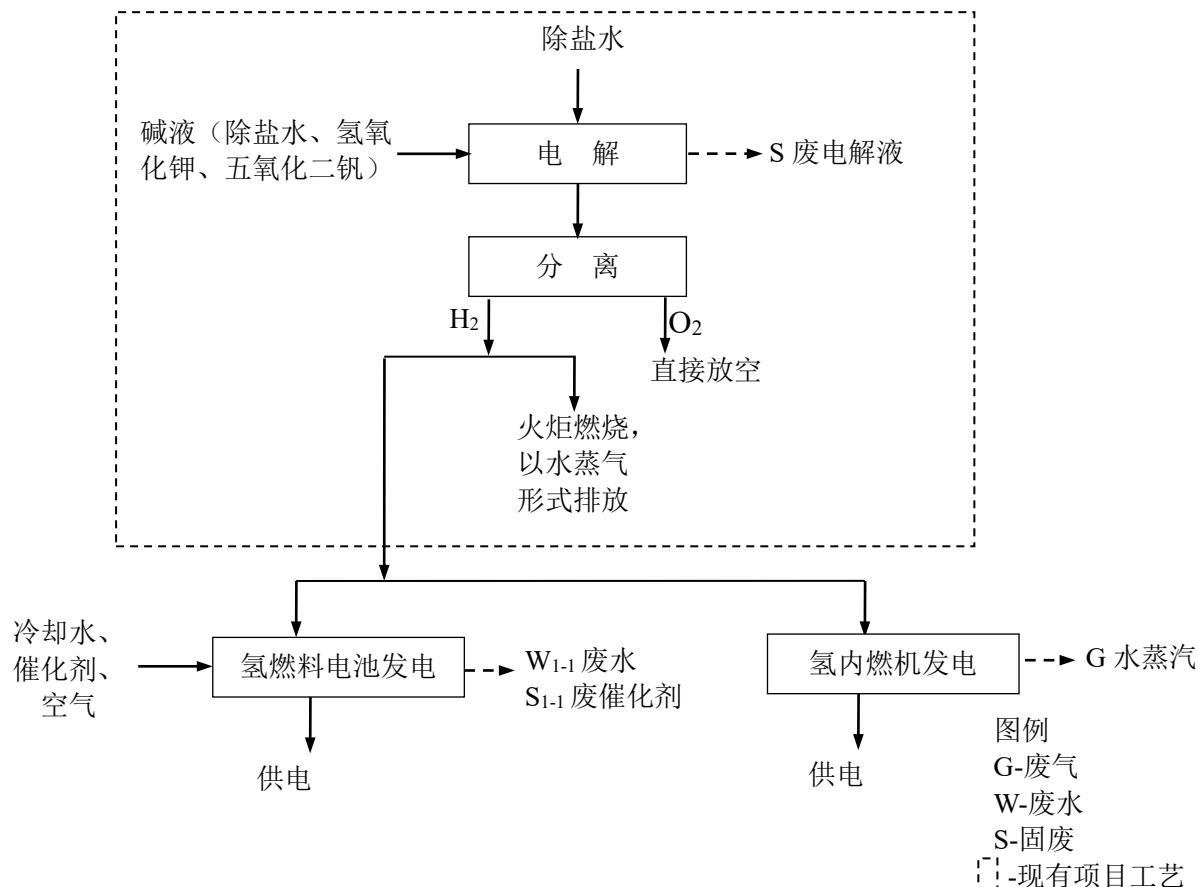 除盐水
碱液（除盐水、氢氧
化钾、五氧化二钒）
电 解
S 废电解液
分 离
H2
O2
直接放空
火炬燃烧，
以水蒸气
形式排放
冷却水、
催化剂、
空气
氢燃料电池发电
W1-1 废水
S1-1 废催化剂
氢内燃机发电
G 水蒸汽
供电
供电
图例
G-废气
W-废水
S-固废
-现有项目工艺